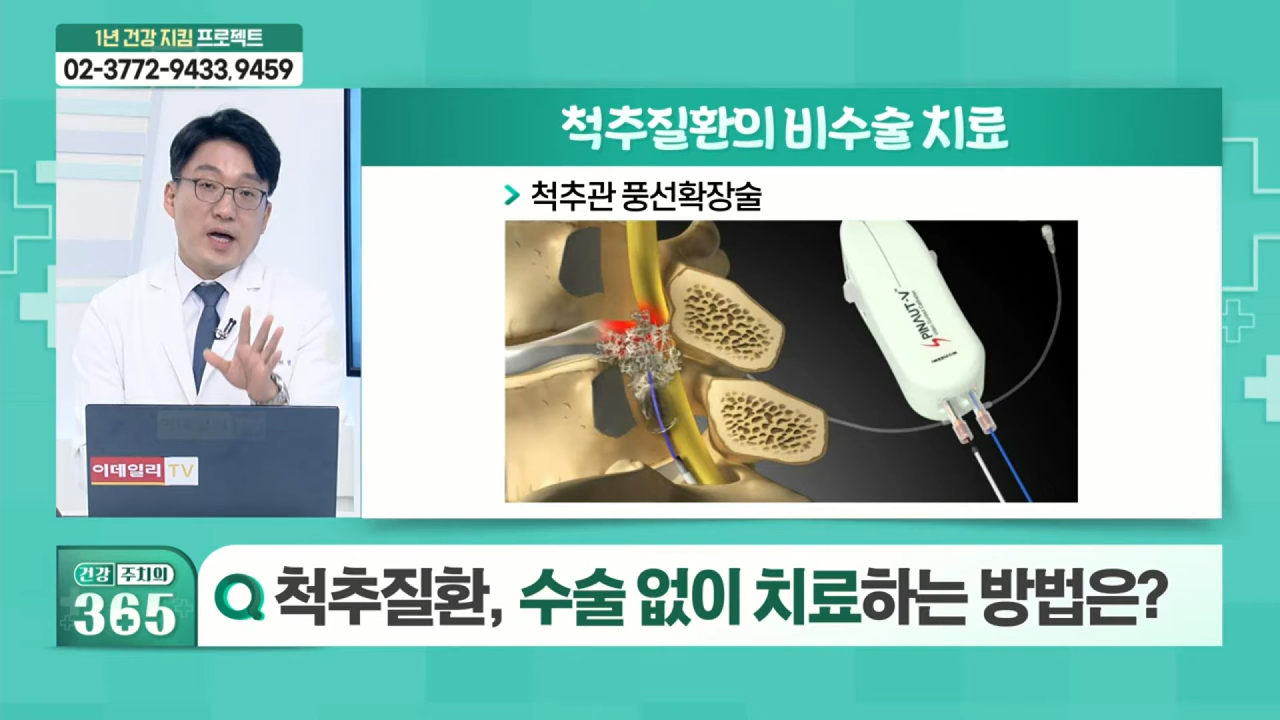 1년 건강 지킴 프로젝트
02-3772-9433, 9459
척추질환의 비수술 치료
척추관 풍선확장술
SPINAUT-V
이데일리 TV
건강 주치의
365
Q 척추질환, 수술 없이 치료하는 방법은?